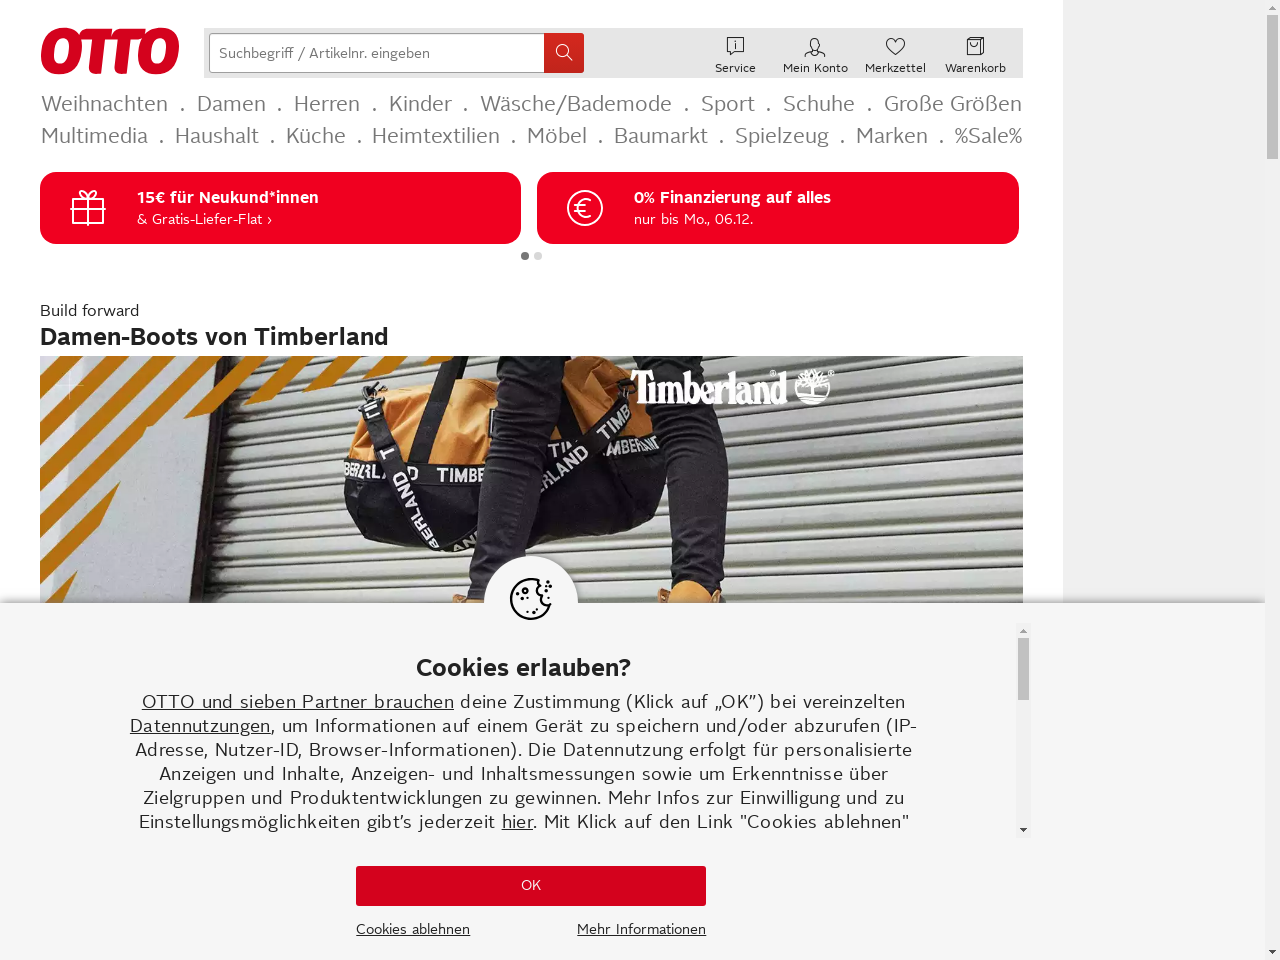 OTTO
Suchbegriff / Artikelnr. eingeben
Service
Mein Konto
Merkzettel
Warenkorb
Weihnachten . Damen . Herren . Kinder . Wäsche/Bademode . Sport . Schuhe . Große Größen
Multimedia . Haushalt . Küche . Heimtextilien . Möbel . Baumarkt . Spielzeug . Marken . %Sale%
15€ für Neukund*innen
& Gratis-Liefer-Flat ›
0% Finanzierung auf alles
nur bis Mo., 06.12.
Build forward
Damen-Boots von Timberland
Timberland
TIMBERLAND
Cookies erlauben?
OTTO und sieben Partner brauchen deine Zustimmung (Klick auf „OK”) bei vereinzelten
Datennutzungen, um Informationen auf einem Gerät zu speichern und/oder abzurufen (IP-
Adresse, Nutzer-ID, Browser-Informationen). Die Datennutzung erfolgt für personalisierte
Anzeigen und Inhalte, Anzeigen- und Inhaltsmessungen sowie um Erkenntnisse über
Zielgruppen und Produktentwicklungen zu gewinnen. Mehr Infos zur Einwilligung und zu
Einstellungsmöglichkeiten gibt’s jederzeit hier. Mit Klick auf den Link "Cookies ablehnen"
OK
Cookies ablehnen
Mehr Informationen